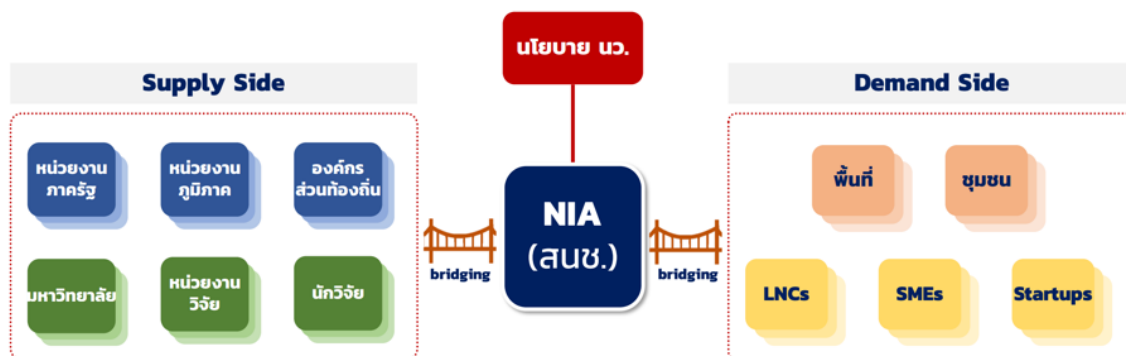 นโยบาย นว.
Supply Side
Demand Side
หน่วยงาน
ภาครัฐ
หน่วยงาน
ภูมิภาค
องค์กร
ส่วนท้องถิ่น
มหาวิทยาลัย
หน่วยงาน
วิจัย
นักวิจัย
bridging
NIA
(สนช.)
bridging
พื้นที่
ชุมชน
LNCs
SMEs
Startups